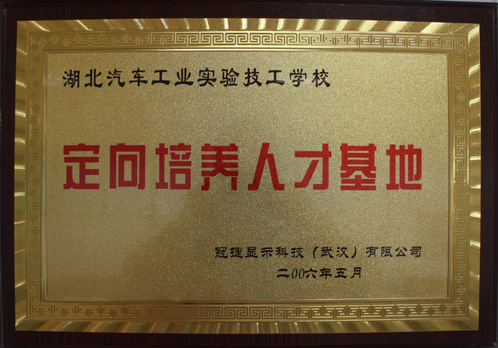 湖北汽车工业实验技工学校
定向培养人才基地
冠捷显示科技（武汉）有限公司
二00六年五月